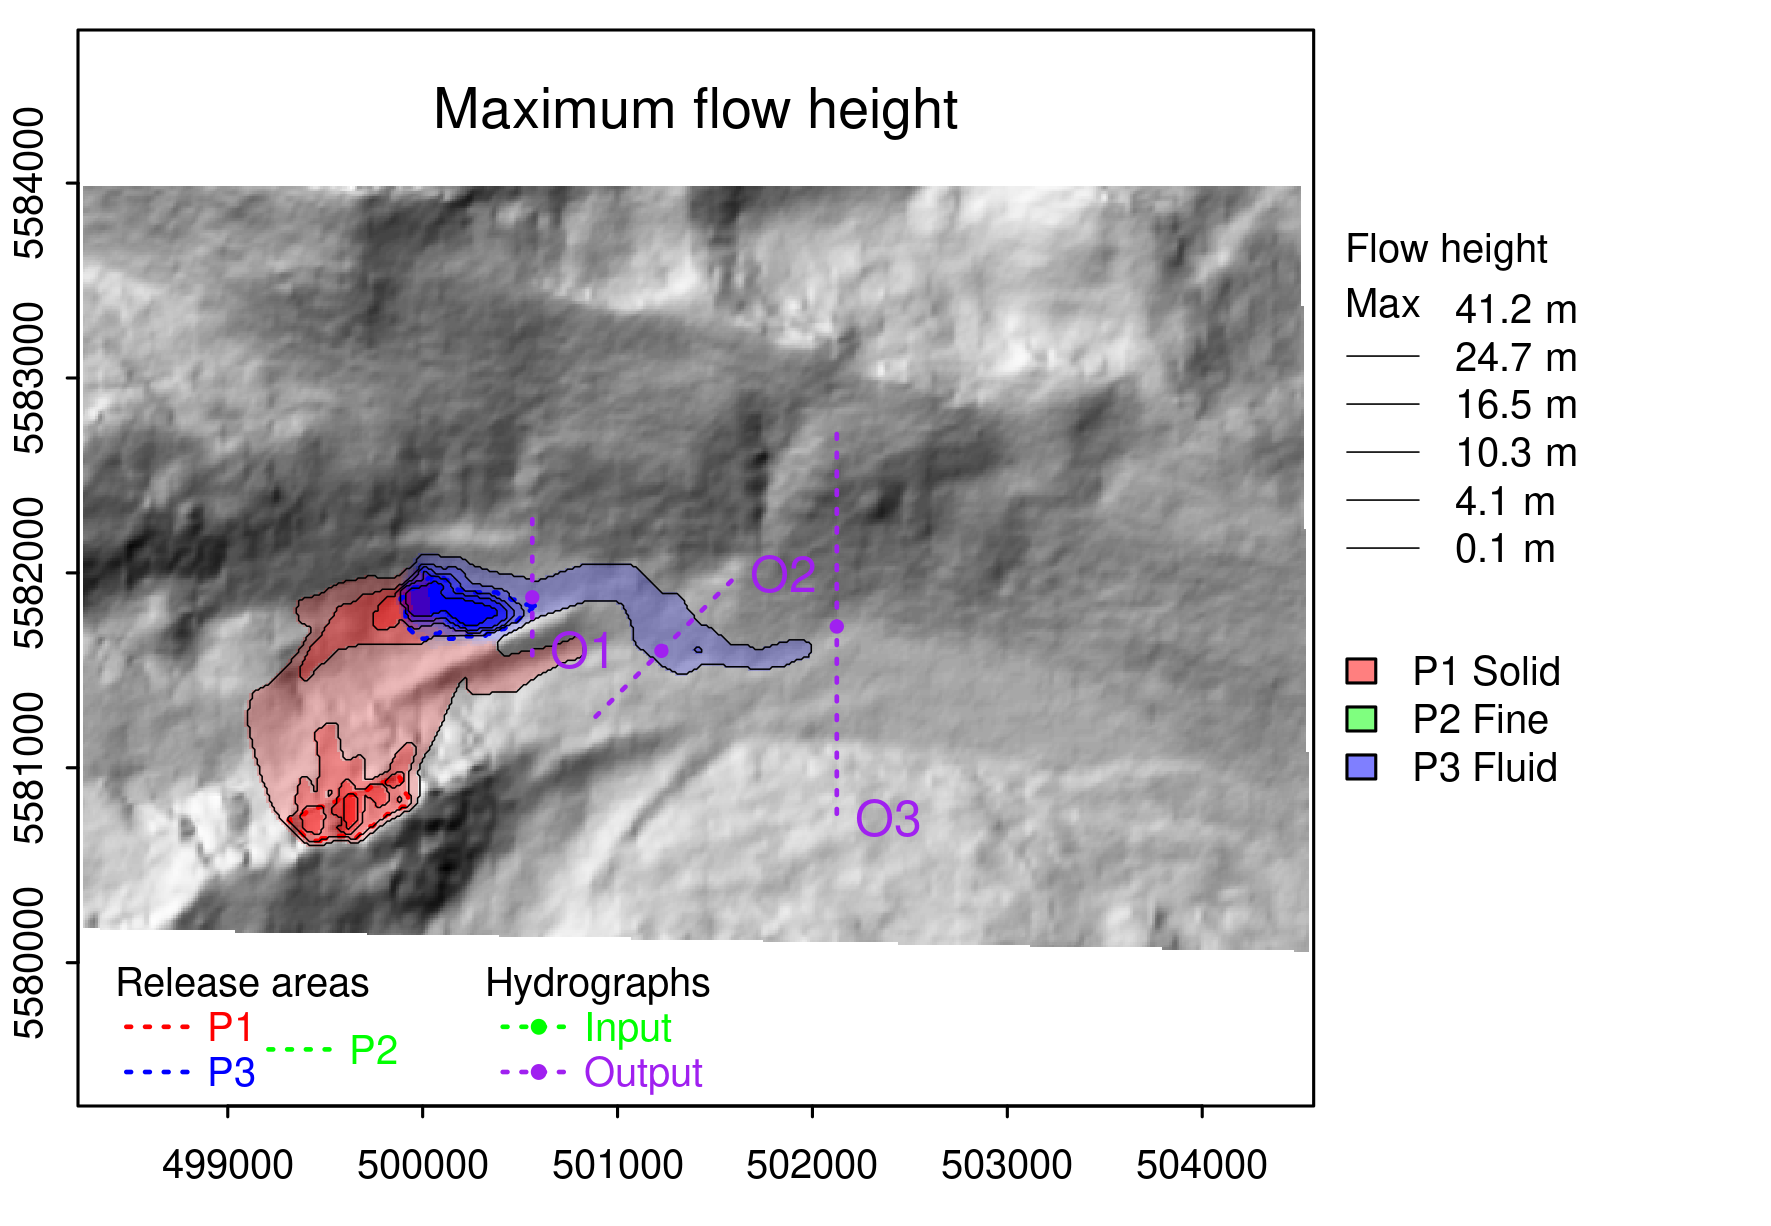 Maximum flow height
5584000
5583000
5582000
5581000
5580000
O1
O2
O3
Release areas
P1
P2
P3
Hydrographs
Input
Output
499000 500000 501000 502000 503000 504000
Flow height
Max 41.2 m
24.7 m
16.5 m
10.3 m
4.1 m
0.1 m
P1 Solid
P2 Fine
P3 Fluid